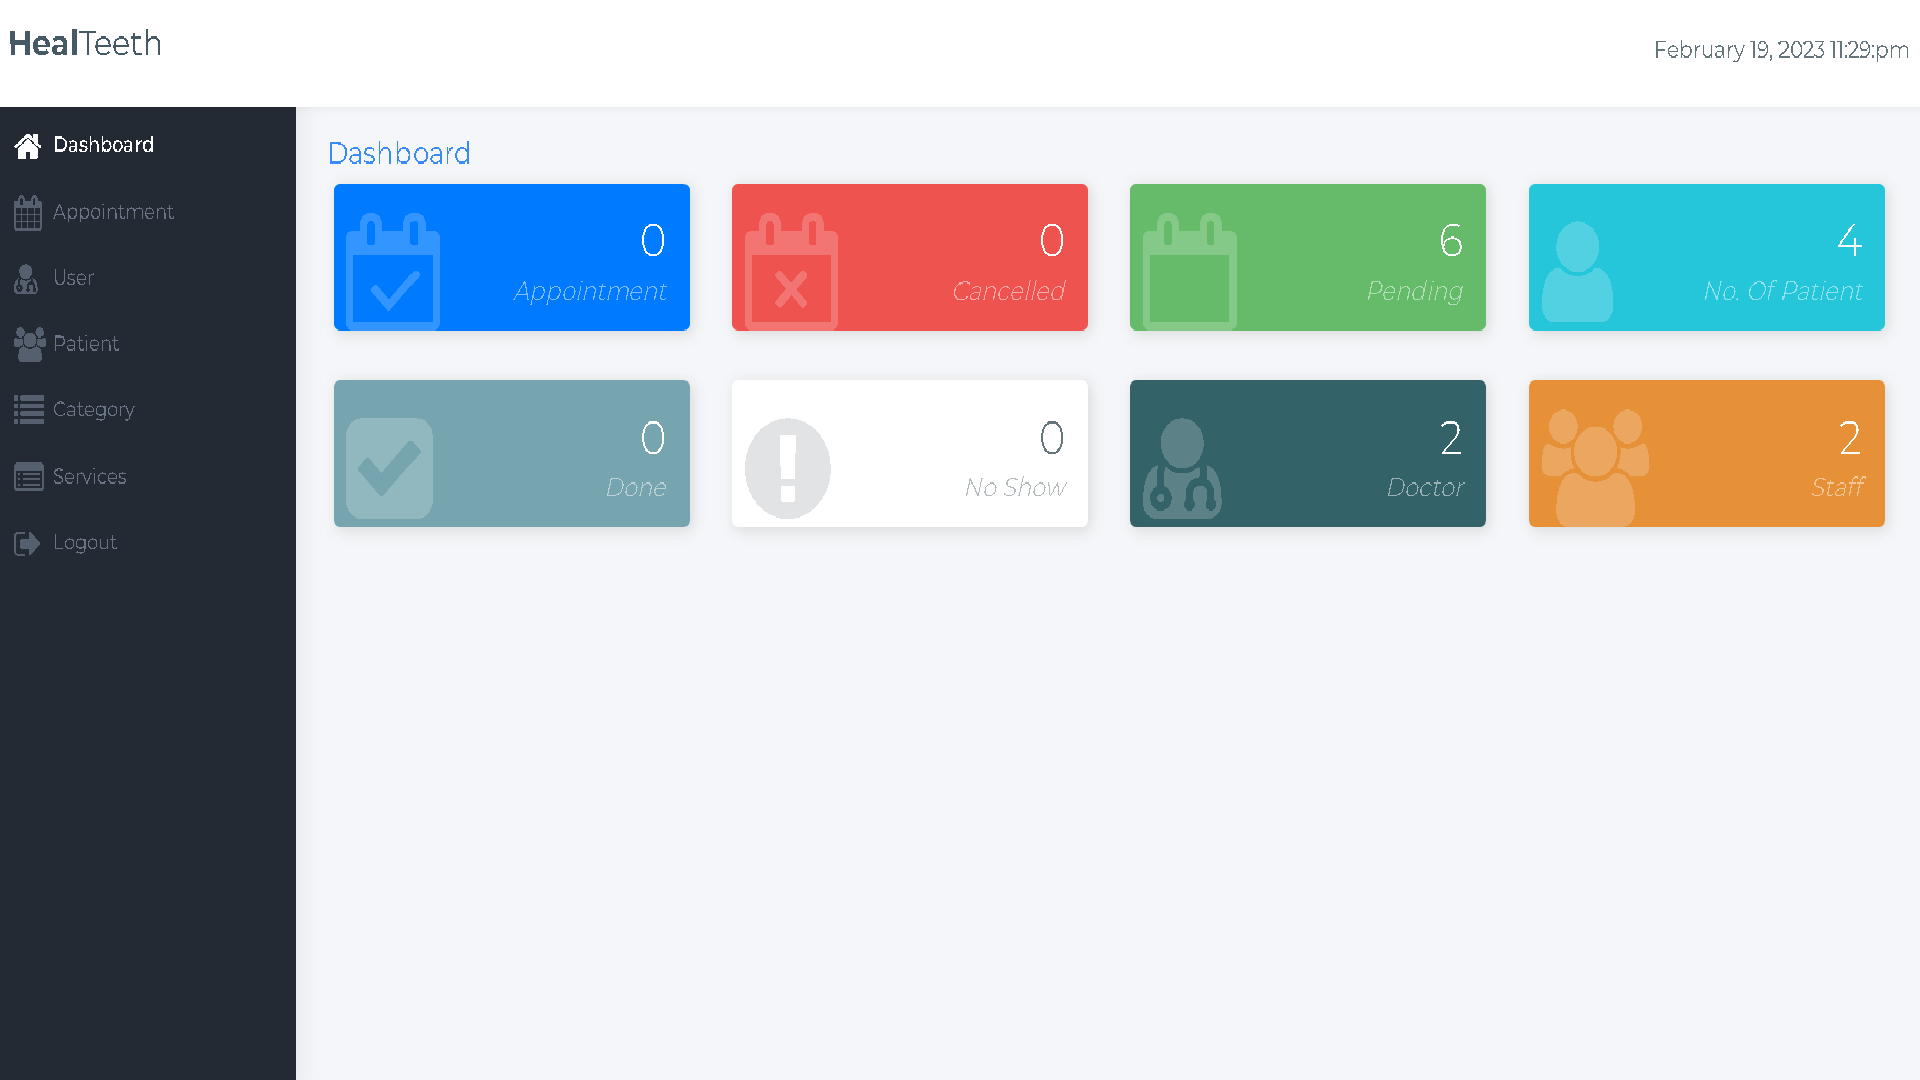 HealTeeth
February 19, 2023 11:29:pm
Dashboard
Appointment
User
Patient
Category
Services
Logout
Dashboard
0
Appointment
0
Cancelled
6
Pending
4
No. Of Patient
0
Done
0
No Show
2
Doctor
2
Staff